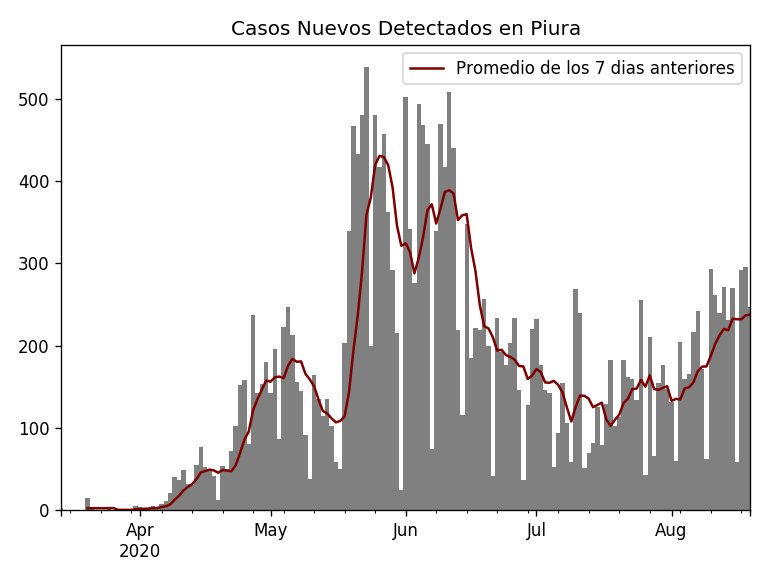 Casos Nuevos Detectados en Piura
Promedio de los 7 dias anteriores
500
400
300
200
100
0
Apr
2020
May
Jun
Jul
Aug